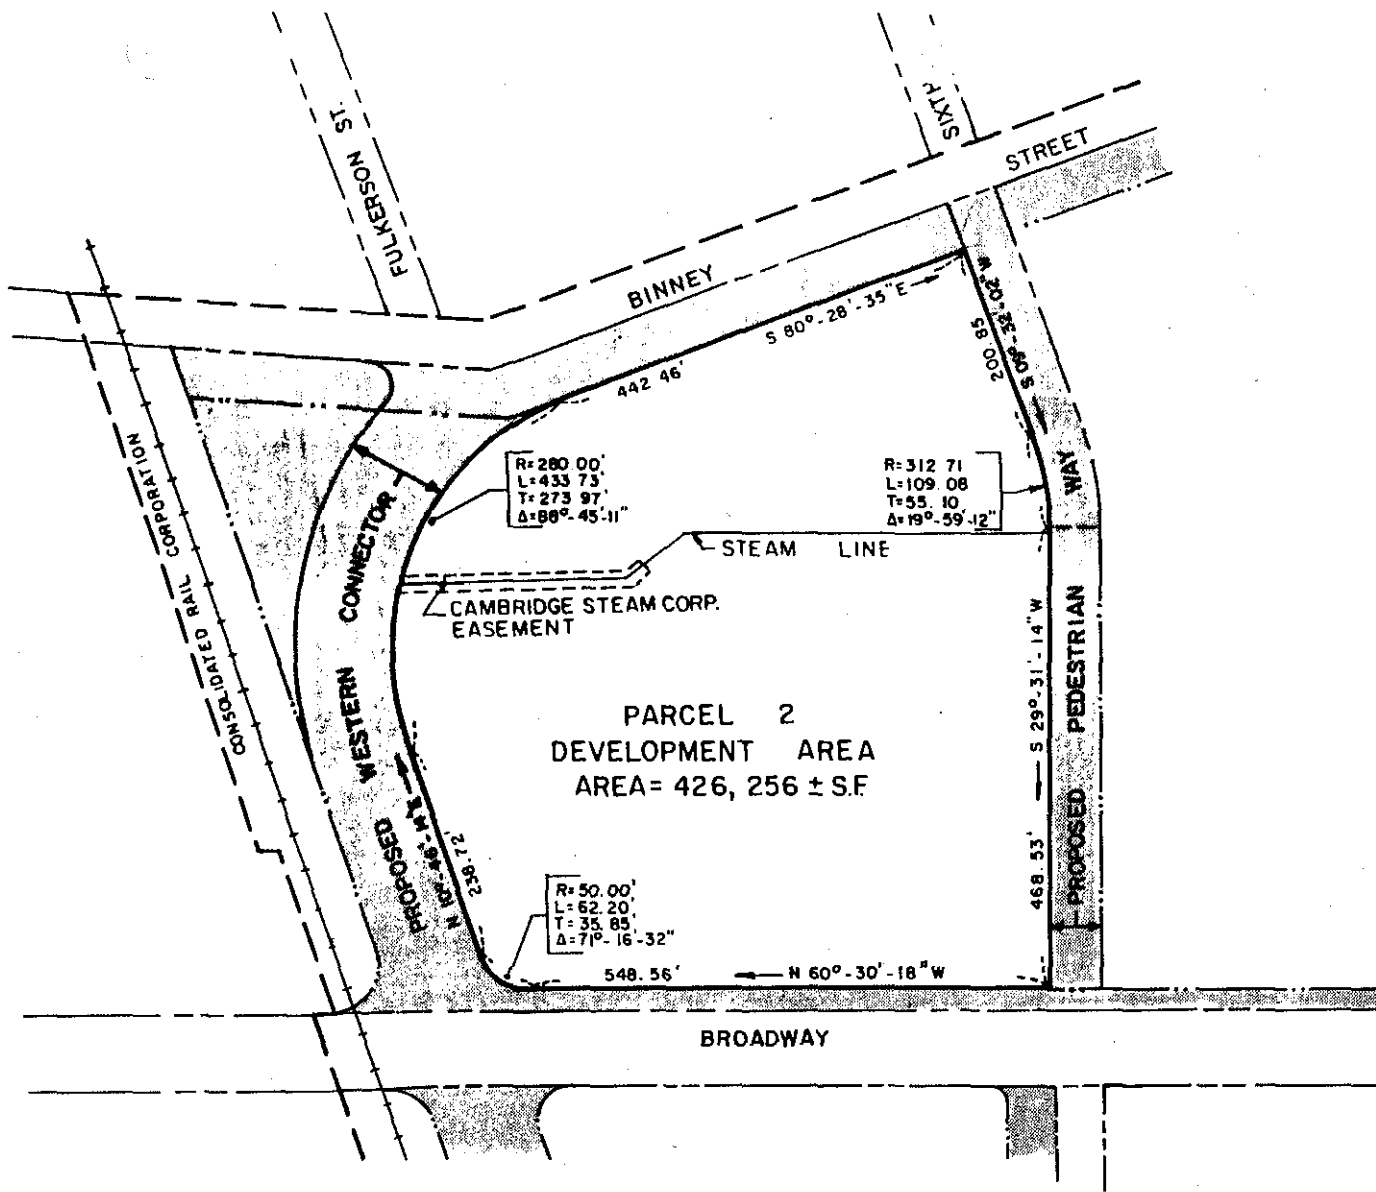 FULKERSON ST.
SIXTH
STREET
BINNEY
S 80°-28'-35" E
442.46'
200.85
S 09°-32'-02" W
CONSOLIDATED RAIL CORPORATION
R=280.00'
L=433.73'
T=273.97'
Δ=88°-45'-11"
R=312.71
L=109.08
T=55.10'
Δ=19°-59'-12"
STEAM LINE
CAMBRIDGE STEAM CORP.
EASEMENT
PROPOSED WESTERN CONNECTOR
238.72'
PARCEL 2
DEVELOPMENT AREA
AREA= 426, 256 ± S.F.
S 29°-31'-14" W
468.53'
PROPOSED PEDESTRIAN WAY
R=50.00'
L=62.20'
T=35.85'
Δ=71°-16'-32"
548.56'
N 60°-30'-18" W
BROADWAY